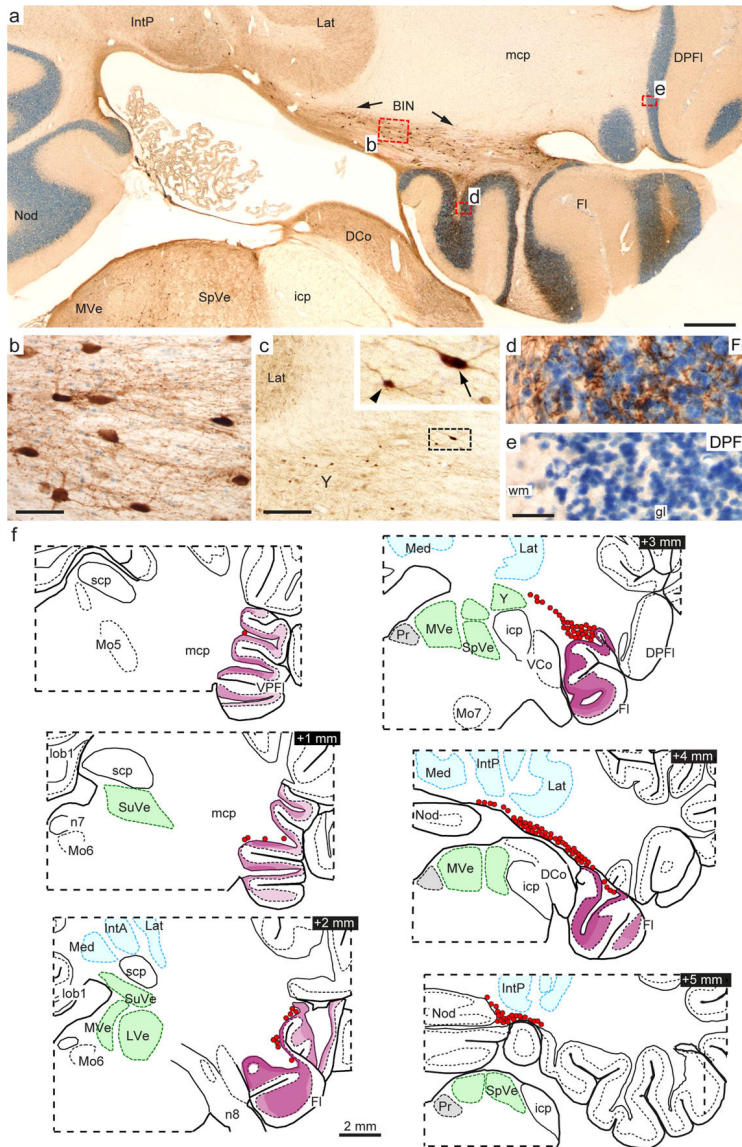 a
IntP
Lat
mcp
DPFl
BIN
e
b
d
Nod
Fl
DCo
MVe
SpVe
icp
b
c
Lat
Y
d
F
e
DPF
wm
gl
f
scp
Mo5
mcp
VPFl
+1 mm
lob1
scp
SuVe
mcp
n7
Mo6
+2 mm
IntA
Lat
Med
scp
lob1
SuVe
MVe
LVe
Mo6
n8
Fl
2 mm
+3 mm
Med
Lat
Y
Pr
MVe
icp
SpVe
VCo
DPFl
Mo7
Fl
+4 mm
Med
IntP
Lat
Nod
MVe
DCo
icp
Fl
+5 mm
IntP
Nod
SpVe
Pr
icp